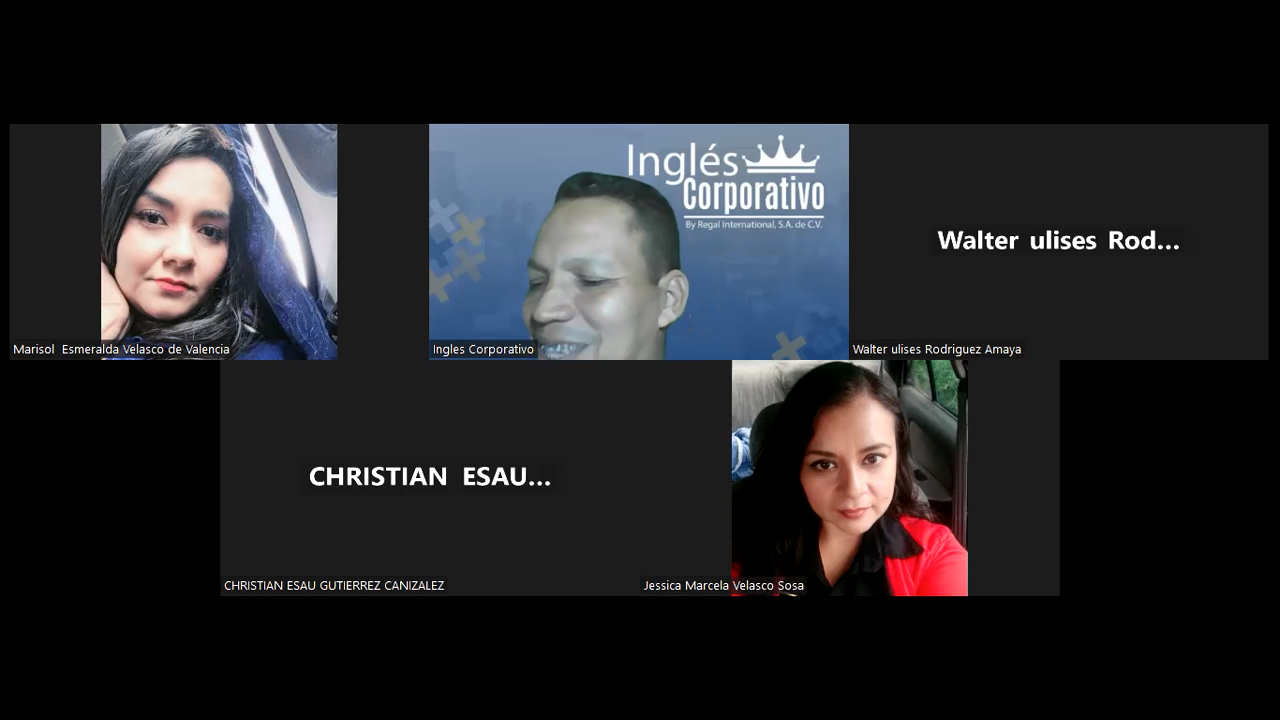 Inglés
Corporativo
By Regal International, S.A. de C.V.
Walter ulises Rod...
Marisol Esmeralda Velasco de Valencia
Ingles Corporativo
Walter ulises Rodriguez Amaya
CHRISTIAN ESAU...
CHRISTIAN ESAU GUTIERREZ CANIZALEZ
Jessica Marcela Velasco Sosa